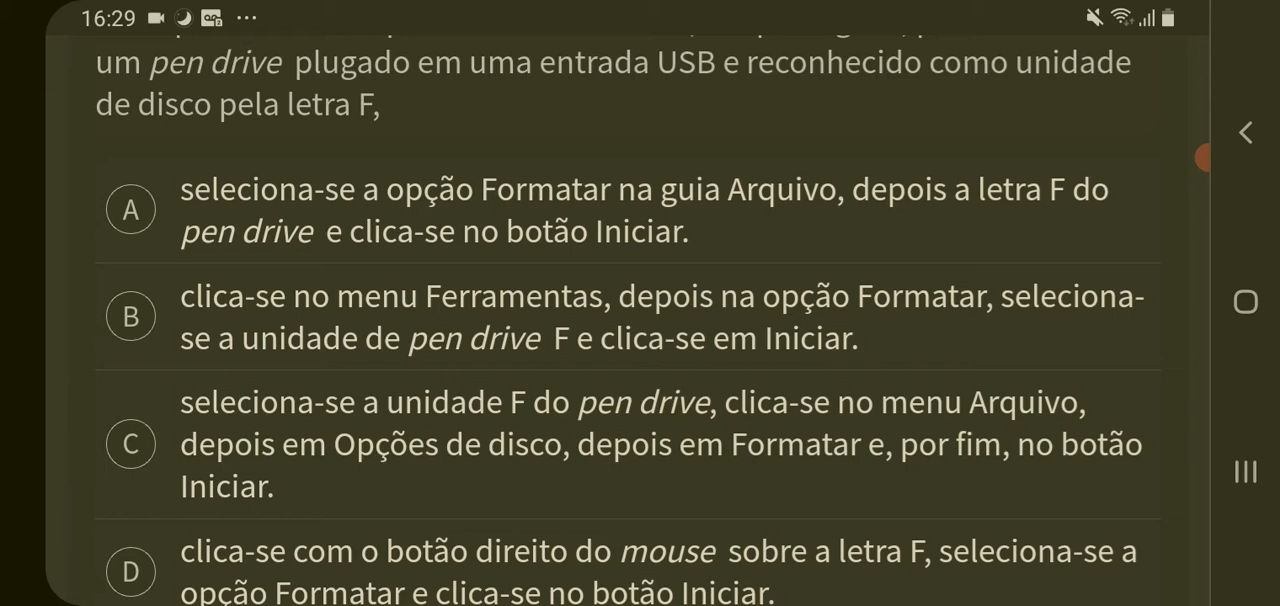 16:29
um pen drive plugado em uma entrada USB e reconhecido como unidade
de disco pela letra F,
A
seleciona-se a opção Formatar na guia Arquivo, depois a letra F do
pen drive e clica-se no botão Iniciar.
B
clica-se no menu Ferramentas, depois na opção Formatar, seleciona-
se a unidade de pen drive F e clica-se em Iniciar.
C
seleciona-se a unidade F do pen drive, clica-se no menu Arquivo,
depois em Opções de disco, depois em Formatar e, por fim, no botão
Iniciar.
D
clica-se com o botão direito do mouse sobre a letra F, seleciona-se a
opção Formatar e clica-se no botão Iniciar.